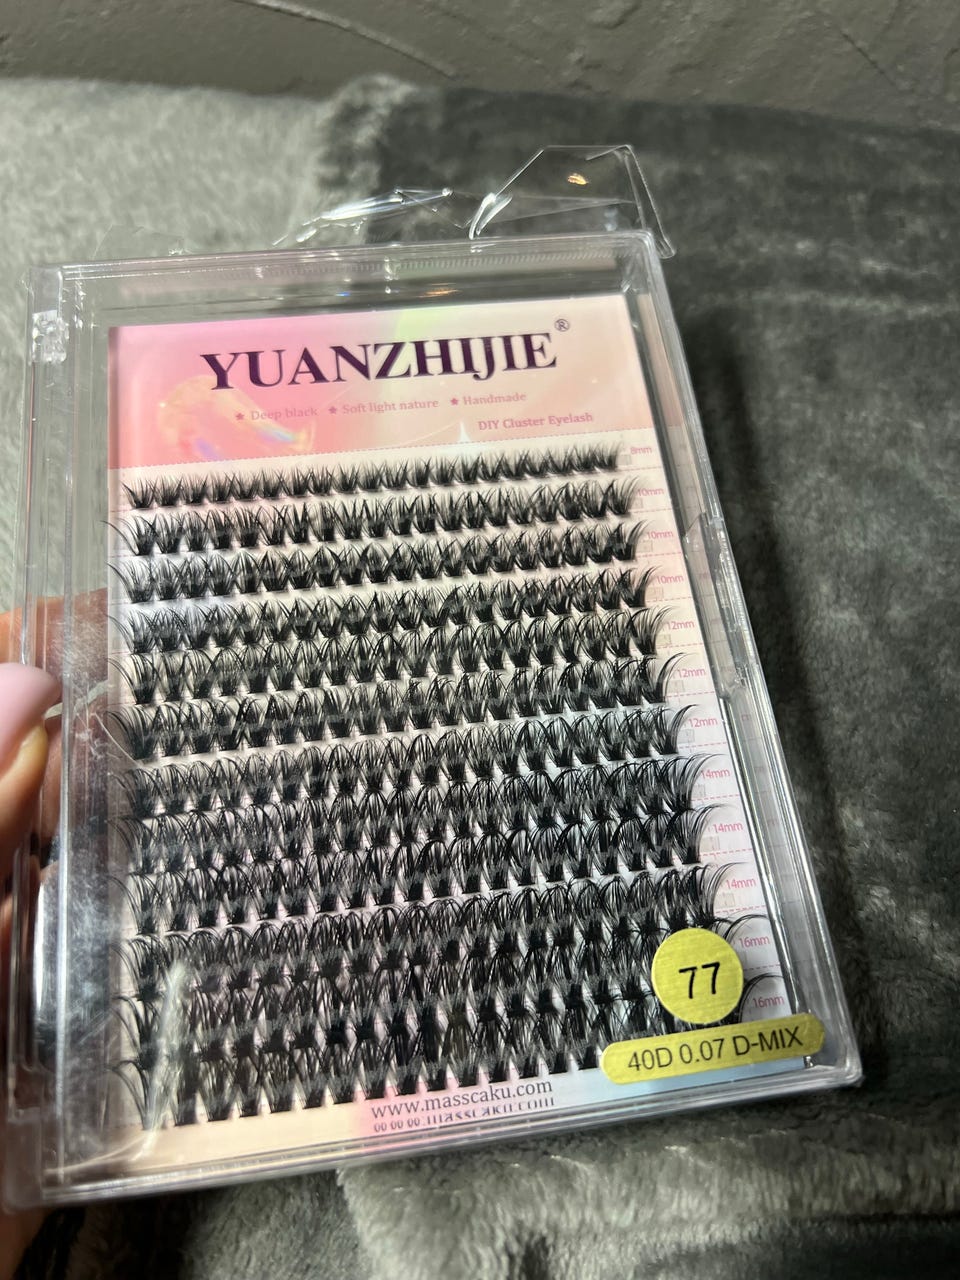 YUANZHIJIE®
★ Deep black ★ Soft light nature ★ Handmade
DIY Cluster Eyelash
8mm
10mm
10mm
10mm
12mm
12mm
12mm
14mm
14mm
14mm
16mm
16mm
77
40D 0.07 D-MIX
www.masscaku.com